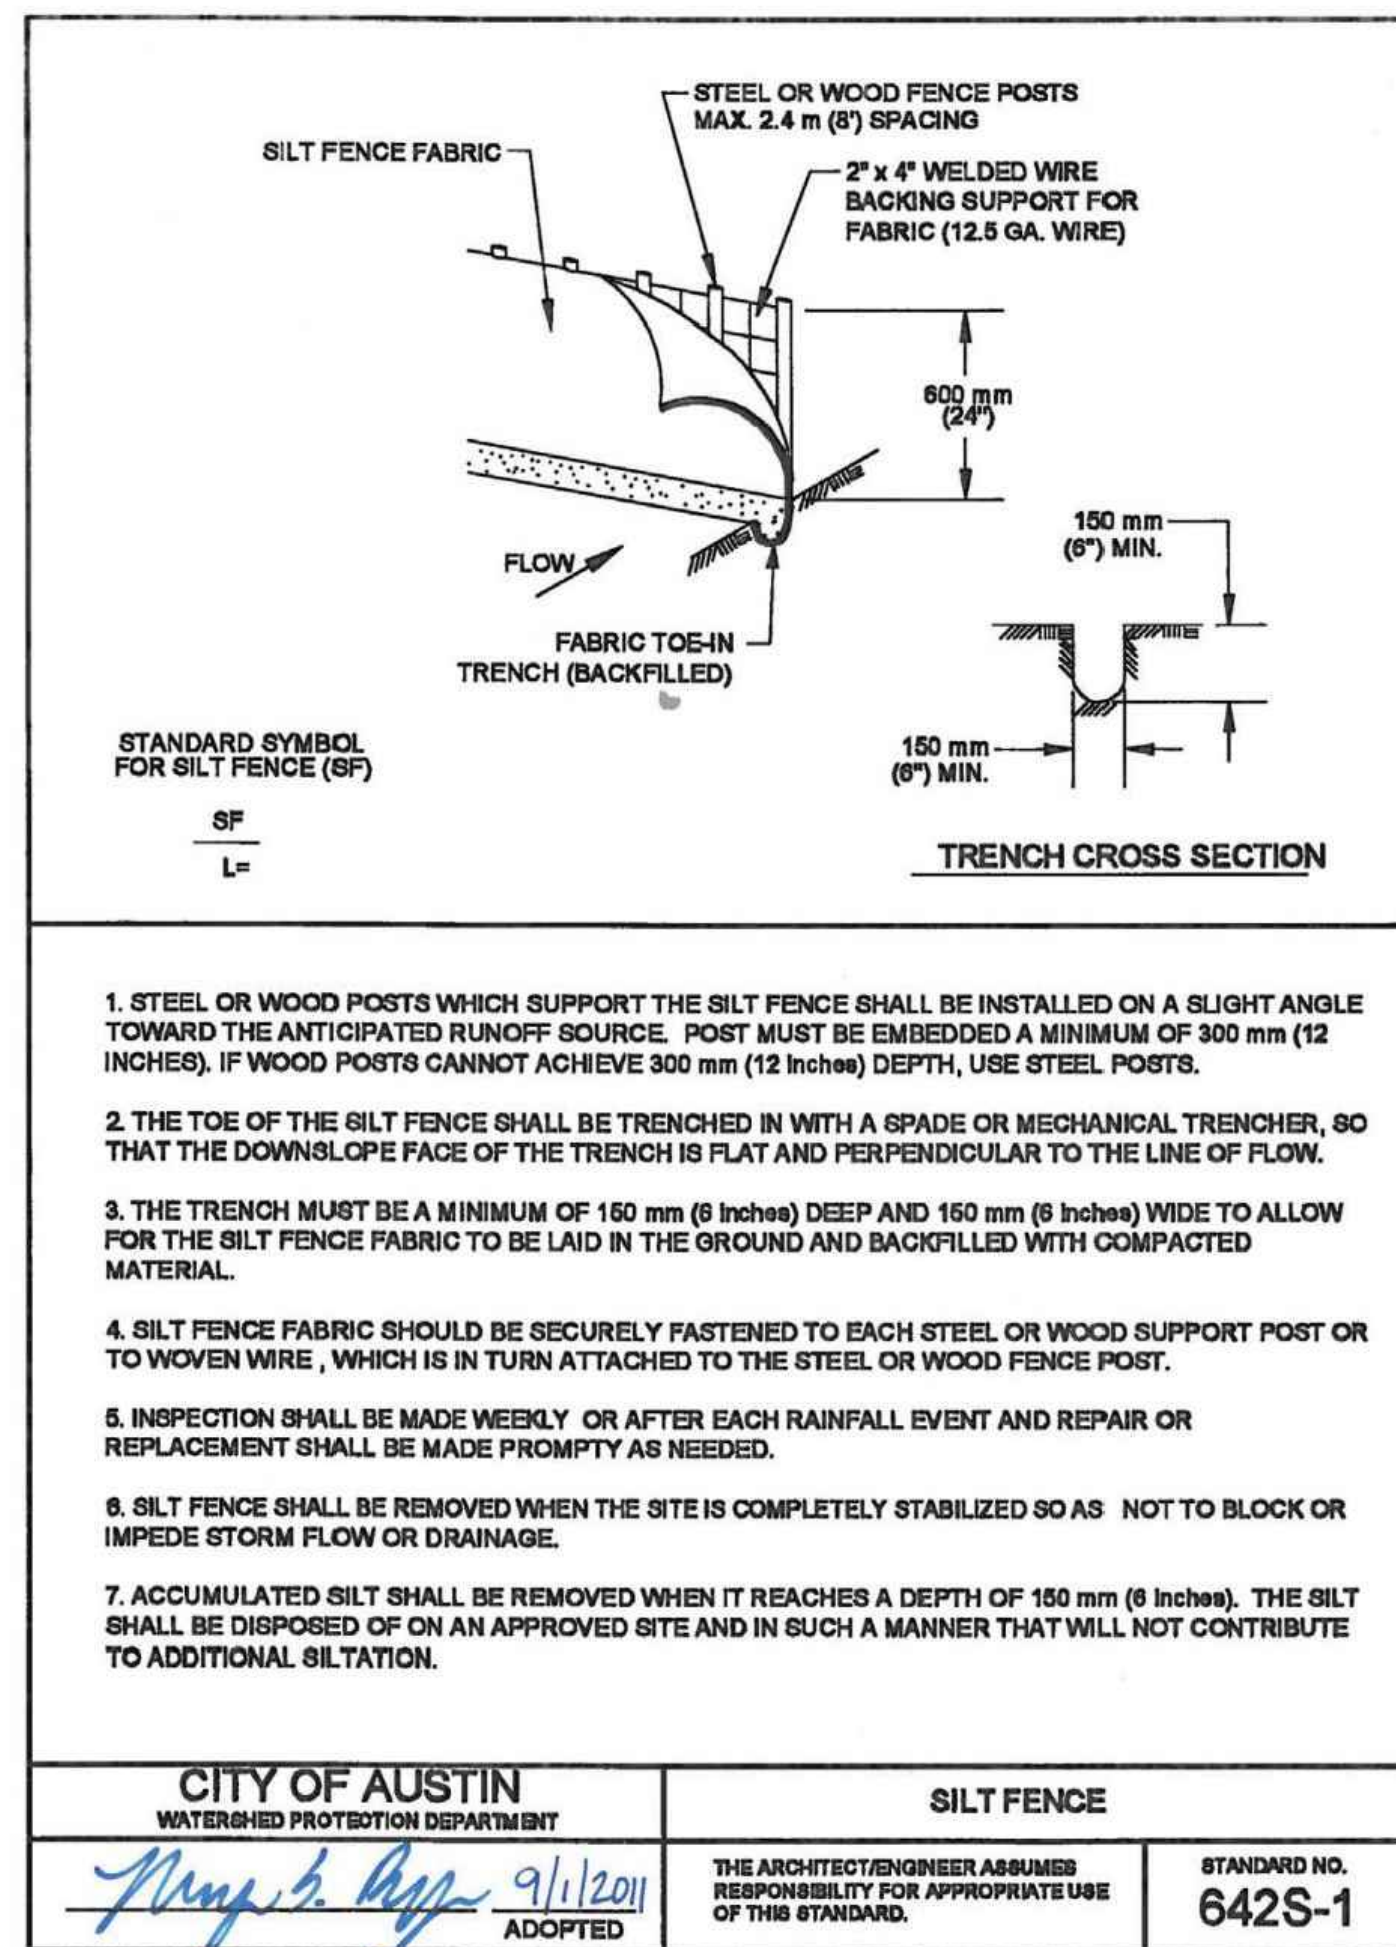 STEEL OR WOOD FENCE POSTS
MAX. 2.4 m (8') SPACING
SILT FENCE FABRIC
2" x 4" WELDED WIRE
BACKING SUPPORT FOR
FABRIC (12.5 GA. WIRE)
600 mm
(24")
150 mm
(6") MIN.
FLOW
FABRIC TOE-IN
TRENCH (BACKFILLED)
STANDARD SYMBOL
FOR SILT FENCE (SF)
150 mm
(6") MIN.
SF
L=
TRENCH CROSS SECTION
1. STEEL OR WOOD POSTS WHICH SUPPORT THE SILT FENCE SHALL BE INSTALLED ON A SLIGHT ANGLE
TOWARD THE ANTICIPATED RUNOFF SOURCE. POST MUST BE EMBEDDED A MINIMUM OF 300 mm (12
INCHES). IF WOOD POSTS CANNOT ACHIEVE 300 mm (12 inches) DEPTH, USE STEEL POSTS.
2. THE TOE OF THE SILT FENCE SHALL BE TRENCHED IN WITH A SPADE OR MECHANICAL TRENCHER, SO
THAT THE DOWNSLOPE FACE OF THE TRENCH IS FLAT AND PERPENDICULAR TO THE LINE OF FLOW.
3. THE TRENCH MUST BE A MINIMUM OF 150 mm (6 inches) DEEP AND 150 mm (6 inches) WIDE TO ALLOW
FOR THE SILT FENCE FABRIC TO BE LAID IN THE GROUND AND BACKFILLED WITH COMPACTED
MATERIAL.
4. SILT FENCE FABRIC SHOULD BE SECURELY FASTENED TO EACH STEEL OR WOOD SUPPORT POST OR
TO WOVEN WIRE , WHICH IS IN TURN ATTACHED TO THE STEEL OR WOOD FENCE POST.
5. INSPECTION SHALL BE MADE WEEKLY OR AFTER EACH RAINFALL EVENT AND REPAIR OR
REPLACEMENT SHALL BE MADE PROMPTY AS NEEDED.
6. SILT FENCE SHALL BE REMOVED WHEN THE SITE IS COMPLETELY STABILIZED SO AS NOT TO BLOCK OR
IMPEDE STORM FLOW OR DRAINAGE.
7. ACCUMULATED SILT SHALL BE REMOVED WHEN IT REACHES A DEPTH OF 150 mm (6 inches). THE SILT
SHALL BE DISPOSED OF ON AN APPROVED SITE AND IN SUCH A MANNER THAT WILL NOT CONTRIBUTE
TO ADDITIONAL SILTATION.
CITY OF AUSTIN
WATERSHED PROTECTION DEPARTMENT
SILT FENCE
9/1/2011
ADOPTED
THE ARCHITECT/ENGINEER ASSUMES
RESPONSIBILITY FOR APPROPRIATE USE
OF THIS STANDARD.
STANDARD NO.
642S-1